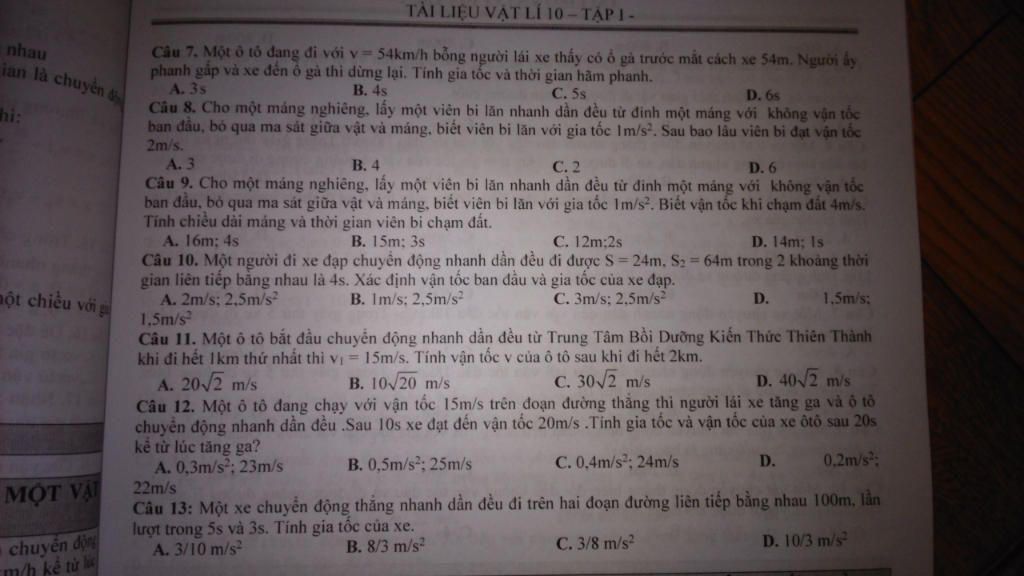 TÀI LIỆU VẬT LÍ 10 – TẬP 1 -
nhau
ian là chuyển độn
hi:
ột chiều với gi
MỘT VẬT
chuyển động
m/h kể từ lúc
Câu 7. Một ô tô đang đi với v = 54km/h bỗng người lái xe thấy có ổ gà trước mắt cách xe 54m. Người ấy
phanh gấp và xe đến ổ gà thì dừng lại. Tính gia tốc và thời gian hãm phanh.
A. 3s B. 4s C. 5s D. 6s
Câu 8. Cho một máng nghiêng, lấy một viên bi lăn nhanh dần đều từ đỉnh một máng với không vận tốc
ban đầu, bỏ qua ma sát giữa vật và máng, biết viên bi lăn với gia tốc 1m/s². Sau bao lâu viên bi đạt vận tốc
2m/s.
A. 3 B. 4 C. 2 D. 6
Câu 9. Cho một máng nghiêng, lấy một viên bi lăn nhanh dần đều từ đỉnh một máng với không vận tốc
ban đầu, bỏ qua ma sát giữa vật và máng, biết viên bi lăn với gia tốc 1m/s². Biết vận tốc khi chạm đất 4m/s.
Tính chiều dài máng và thời gian viên bi chạm đất.
A. 16m; 4s B. 15m; 3s C. 12m;2s D. 14m; 1s
Câu 10. Một người đi xe đạp chuyển động nhanh dần đều đi được S = 24m, S₂ = 64m trong 2 khoảng thời
gian liên tiếp bằng nhau là 4s. Xác định vận tốc ban đầu và gia tốc của xe đạp.
A. 2m/s; 2,5m/s² B. 1m/s; 2,5m/s² C. 3m/s; 2,5m/s² D. 1,5m/s;
1,5m/s²
Câu 11. Một ô tô bắt đầu chuyển động nhanh dần đều từ Trung Tâm Bồi Dưỡng Kiến Thức Thiên Thành
khi đi hết 1km thứ nhất thì v₁ = 15m/s. Tính vận tốc v của ô tô sau khi đi hết 2km.
A. 20√2 m/s B. 10√20 m/s C. 30√2 m/s D. 40√2 m/s
Câu 12. Một ô tô đang chạy với vận tốc 15m/s trên đoạn đường thẳng thì người lái xe tăng ga và ô tô
chuyển động nhanh dần đều .Sau 10s xe đạt đến vận tốc 20m/s .Tính gia tốc và vận tốc của xe ôtô sau 20s
kể từ lúc tăng ga?
A. 0,3m/s²; 23m/s B. 0,5m/s²; 25m/s C. 0,4m/s²; 24m/s D. 0,2m/s²;
22m/s
Câu 13: Một xe chuyển động thẳng nhanh dần đều đi trên hai đoạn đường liên tiếp bằng nhau 100m, lần
lượt trong 5s và 3s. Tính gia tốc của xe.
A. 3/10 m/s² B. 8/3 m/s² C. 3/8 m/s² D. 10/3 m/s²